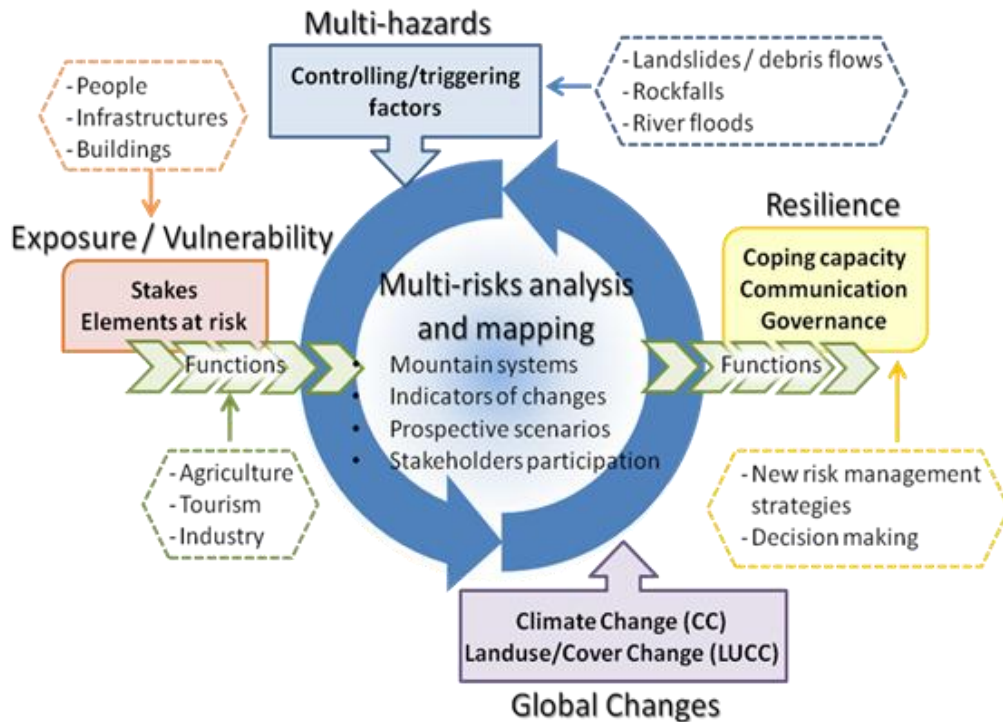 Multi-hazards
Controlling/triggering
factors
- Landslides / debris flows
- Rockfalls
- River floods
- People
- Infrastructures
- Buildings
Exposure / Vulnerability
Stakes
Elements at risk
Functions
- Agriculture
- Tourism
- Industry
Multi-risks analysis
and mapping
• Mountain systems
• Indicators of changes
• Prospective scenarios
• Stakeholders participation
Resilience
Coping capacity
Communication
Governance
Functions
- New risk management
strategies
- Decision making
Climate Change (CC)
Landuse/Cover Change (LUCC)
Global Changes